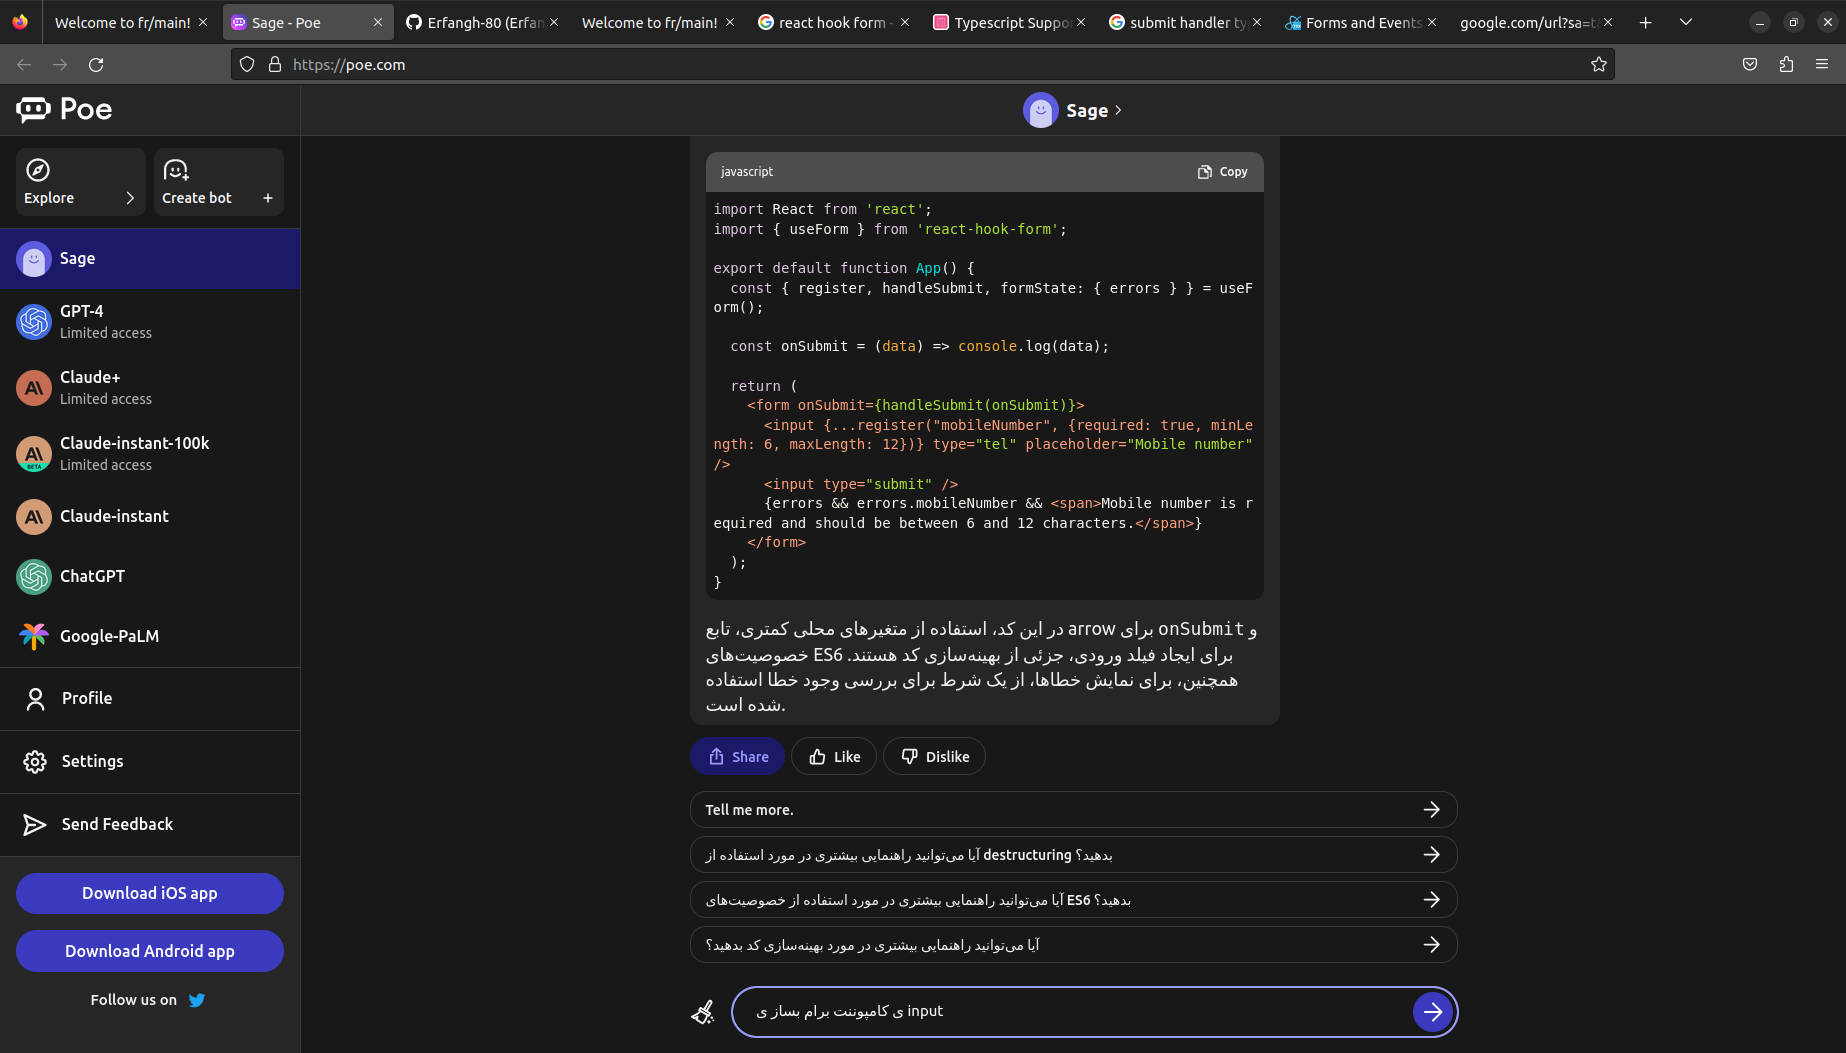 Welcome to fr/main!
Sage - Poe
Erfangh-80 (Erfan
Welcome to fr/main!
react hook form -
Typescript Suppo
submit handler ty
Forms and Events
google.com/url?sa=t
https://poe.com
Poe
Sage
Explore
Create bot
Sage
GPT-4
Limited access
Claude+
Limited access
Claude-instant-100k
Limited access
BETA
Claude-instant
ChatGPT
Google-PaLM
Profile
Settings
Send Feedback
Download iOS app
Download Android app
Follow us on
javascript
Copy
import React from 'react';
import { useForm } from 'react-hook-form';
export default function App() {
const { register, handleSubmit, formState: { errors } } = useF
orm();
const onSubmit = (data) => console.log(data);
return (
<form onSubmit={handleSubmit(onSubmit)}>
<input {...register("mobileNumber", {required: true, minLe
ngth: 6, maxLength: 12})} type="tel" placeholder="Mobile number"
/>
<input type="submit" />
{errors && errors.mobileNumber && <span>Mobile number is r
equired and should be between 6 and 12 characters.</span>}
</form>
);
}
در این کد، استفاده از متغیرهای محلی کمتری، تابع arrow برای onSubmit و
خصوصیت‌های ES6 برای ایجاد فیلد ورودی، جزئی از بهینه‌سازی کد هستند.
همچنین، برای نمایش خطاها، از یک شرط برای بررسی وجود خطا استفاده
شده است.
Share
Like
Dislike
Tell me more.
آیا می‌توانید راهنمایی بیشتری در مورد استفاده از destructuring بدهید؟
آیا می‌توانید راهنمایی بیشتری در مورد استفاده از خصوصیت‌های ES6 بدهید؟
آیا می‌توانید راهنمایی بیشتری در مورد بهینه‌سازی کد بدهید؟
ی کامپوننت برام بساز ی input